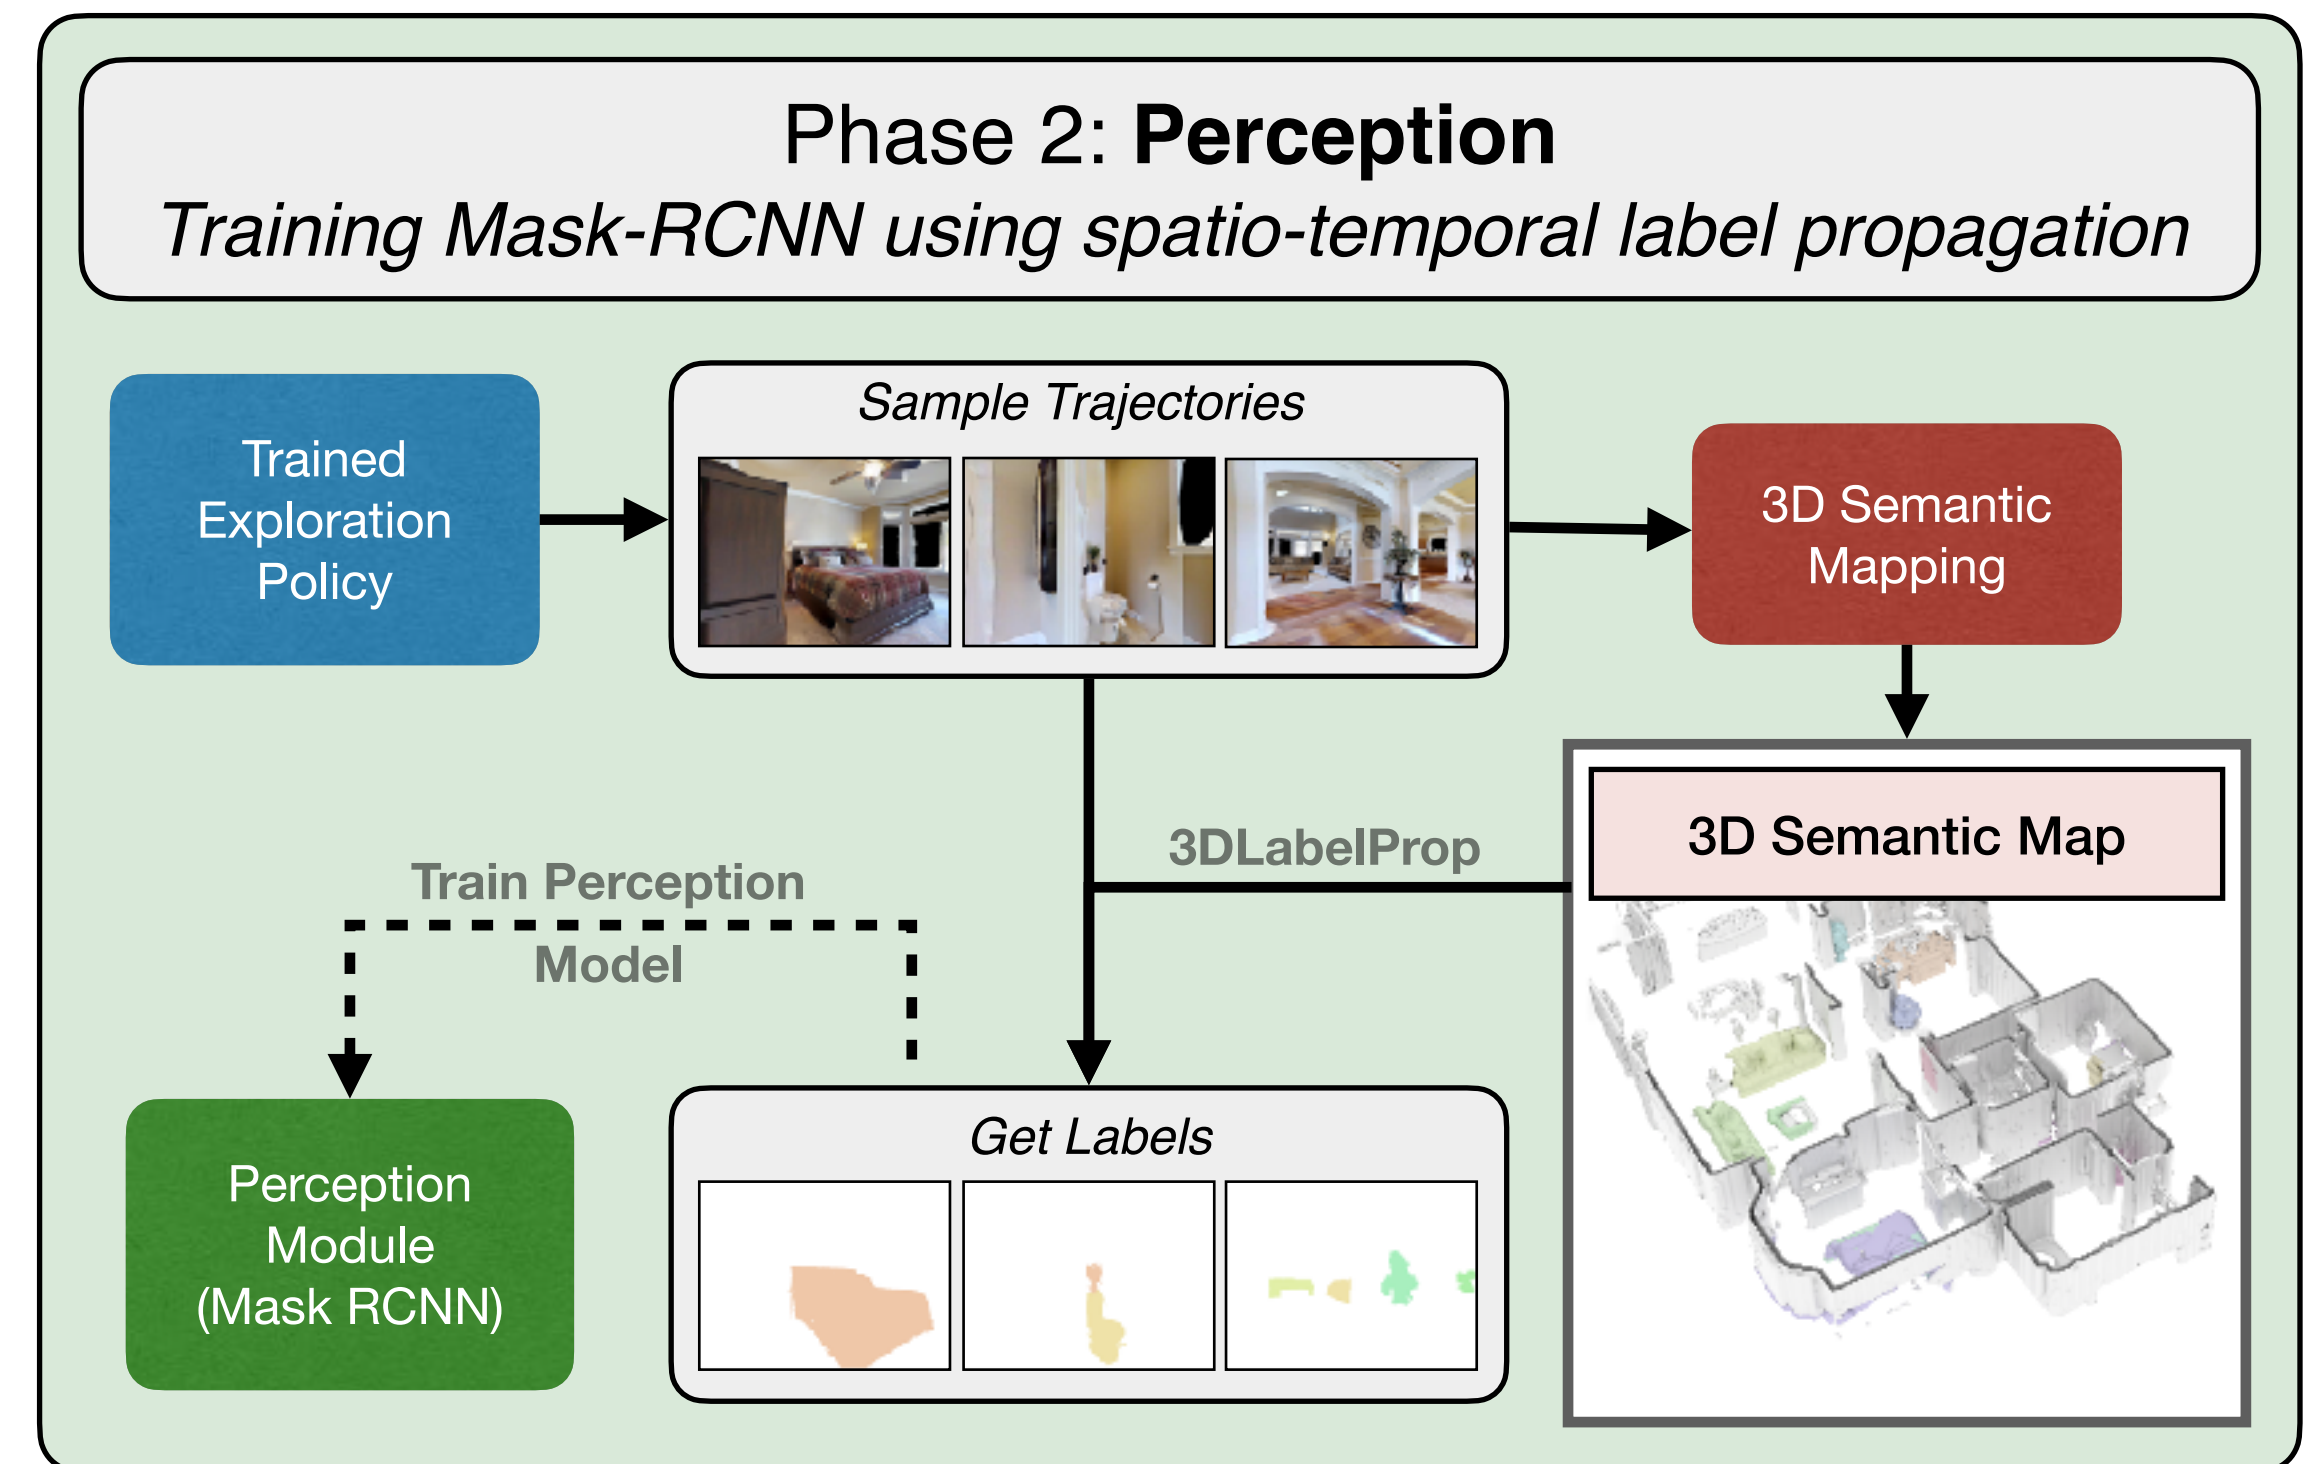 Phase 2: Perception
Training Mask-RCNN using spatio-temporal label propagation
Trained
Exploration
Policy
Sample Trajectories
3D Semantic
Mapping
3D Semantic Map
3DLabelProp
Train Perception
Model
Perception
Module
(Mask RCNN)
Get Labels